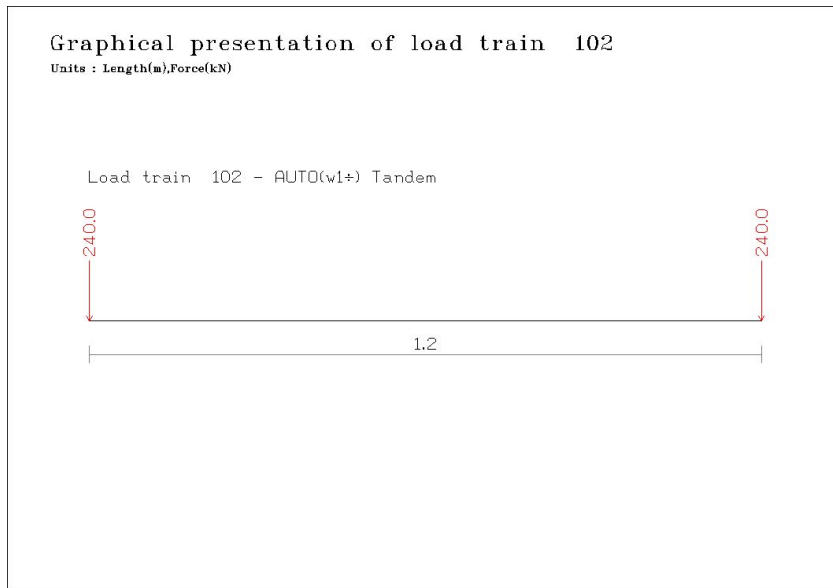 Graphical presentation of load train 102
Units : Length(m),Force(kN)
Load train 102 - AUTO(w1÷) Tandem
240.0
240.0
1.2